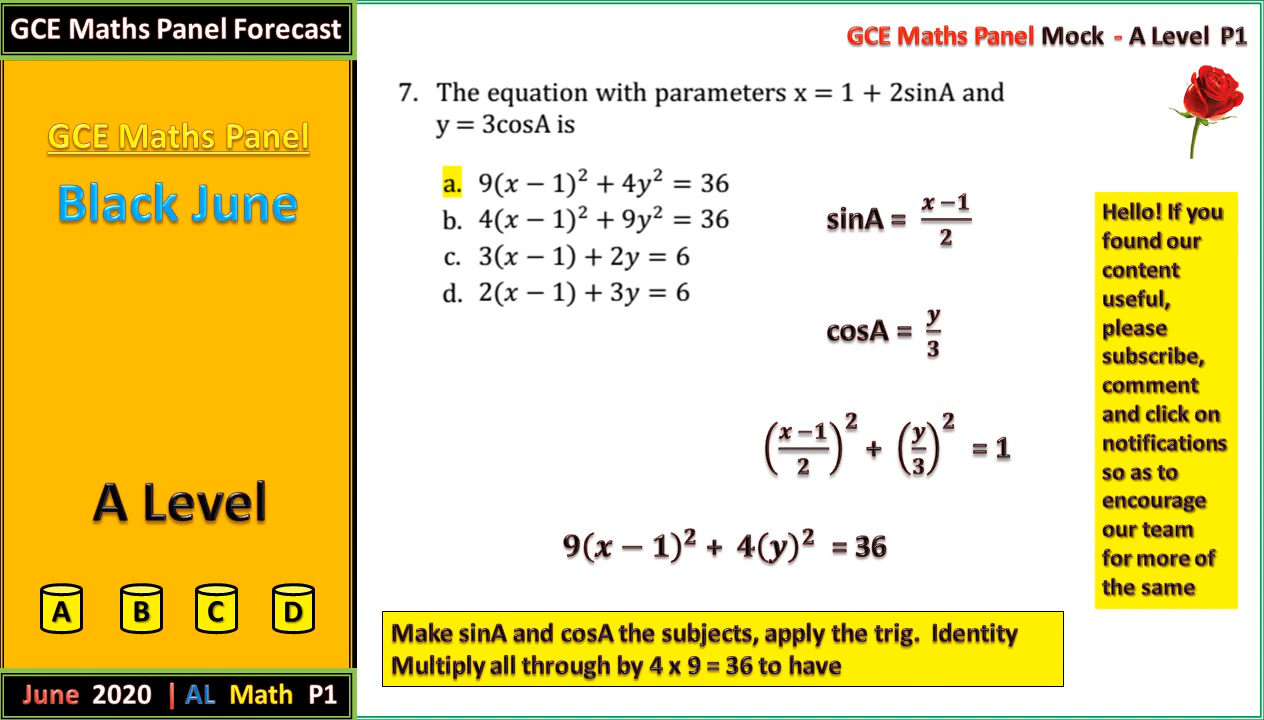 GCE Maths Panel Forecast
GCE Maths Panel
Black June
A Level
A B C D
June 2020 | AL Math P1
GCE Maths Panel Mock - A Level P1
7. The equation with parameters x = 1 + 2sinA and
y = 3cosA is
a. 9(x − 1)² + 4y² = 36
b. 4(x − 1)² + 9y² = 36
c. 3(x − 1) + 2y = 6
d. 2(x − 1) + 3y = 6
sinA = (x −1)/2
cosA = y/3
((x −1)/2)² + (y/3)² = 1
9(x − 1)² + 4(y)² = 36
Make sinA and cosA the subjects, apply the trig. Identity
Multiply all through by 4 x 9 = 36 to have
Hello! If you
found our
content
useful,
please
subscribe,
comment
and click on
notifications
so as to
encourage
our team
for more of
the same